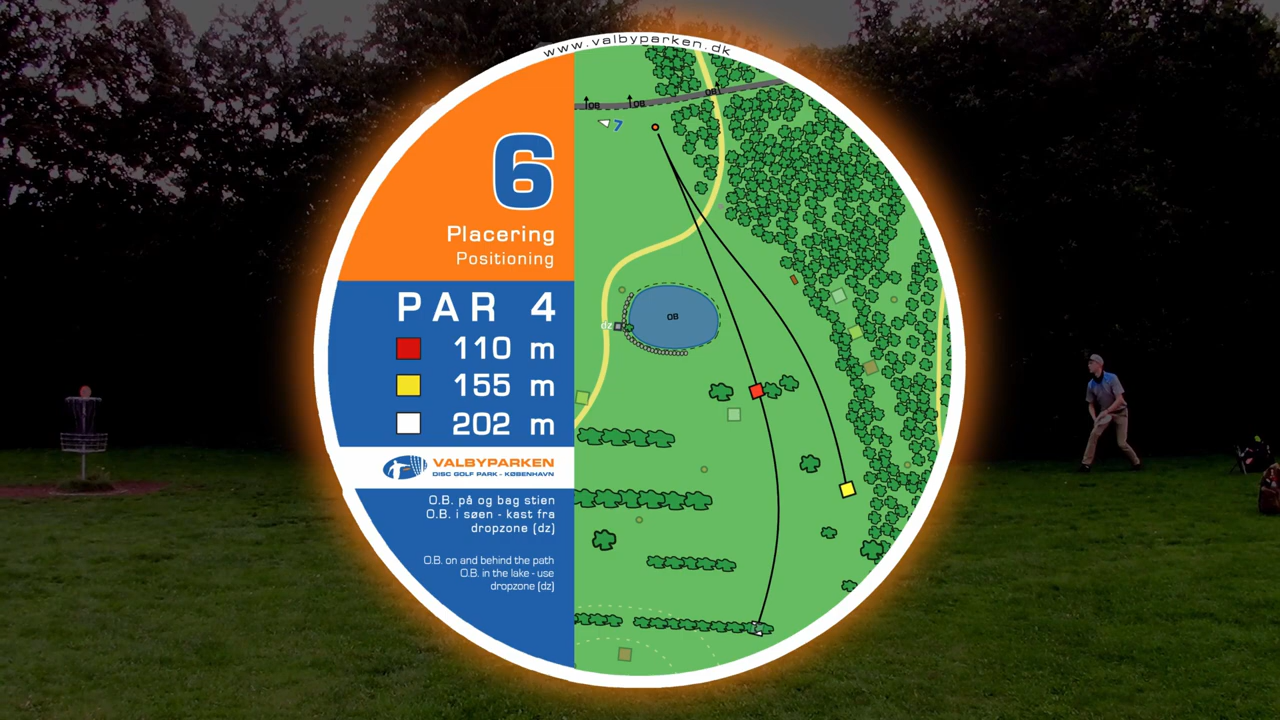 www.valbyparken.dk
6
Placering
Positioning
PAR 4
110 m
155 m
202 m
VALBYPARKEN
DISC GOLF PARK - KØBENHAVN
O.B. på og bag stien
O.B. i søen - kast fra
dropzone (dz)
O.B. on and behind the path
O.B. in the lake - use
dropzone (dz)
OB
OB
OB
7
OB
dz